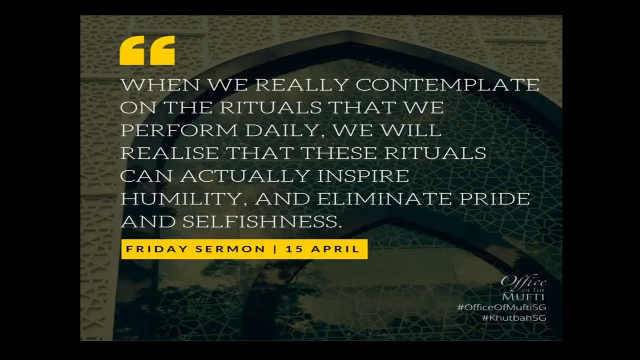 WHEN WE REALLY CONTEMPLATE
ON THE RITUALS THAT WE
PERFORM DAILY, WE WILL
REALISE THAT THESE RITUALS
CAN ACTUALLY INSPIRE
HUMILITY, AND ELIMINATE PRIDE
AND SELFISHNESS.
FRIDAY SERMON | 15 APRIL
Office
OF THE
MUFTI
#OfficeOfMuftiSG
#KhutbahSG